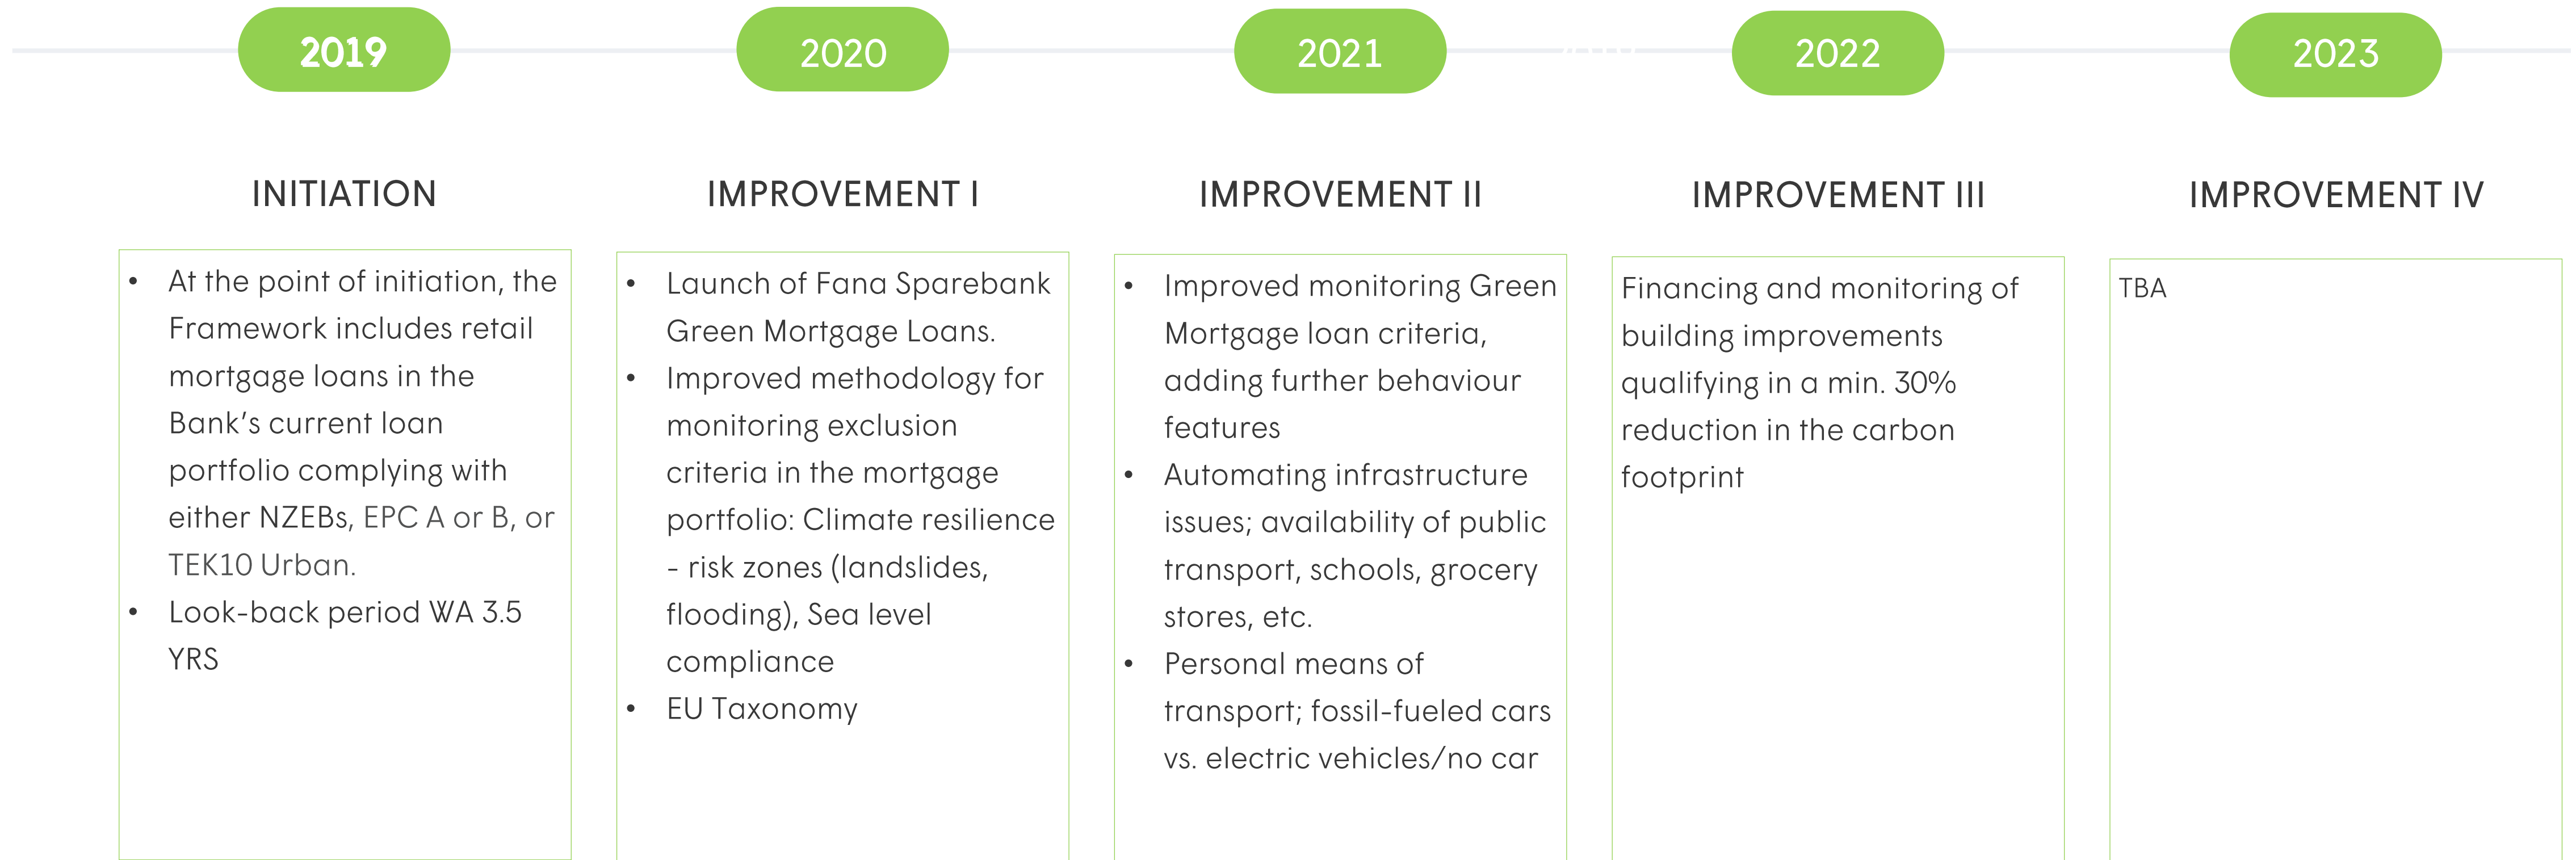 2019
2020
2021
2022
2023
INITIATION
IMPROVEMENT I
IMPROVEMENT II
IMPROVEMENT III
IMPROVEMENT IV
• At the point of initiation, the
Framework includes retail
mortgage loans in the
Bank’s current loan
portfolio complying with
either NZEBs, EPC A or B, or
TEK10 Urban.
• Look-back period WA 3.5
YRS
• Launch of Fana Sparebank
Green Mortgage Loans.
• Improved methodology for
monitoring exclusion
criteria in the mortgage
portfolio: Climate resilience
- risk zones (landslides,
flooding), Sea level
compliance
• EU Taxonomy
• Improved monitoring Green
Mortgage loan criteria,
adding further behaviour
features
• Automating infrastructure
issues; availability of public
transport, schools, grocery
stores, etc.
• Personal means of
transport; fossil-fueled cars
vs. electric vehicles/no car
Financing and monitoring of
building improvements
qualifying in a min. 30%
reduction in the carbon
footprint
TBA